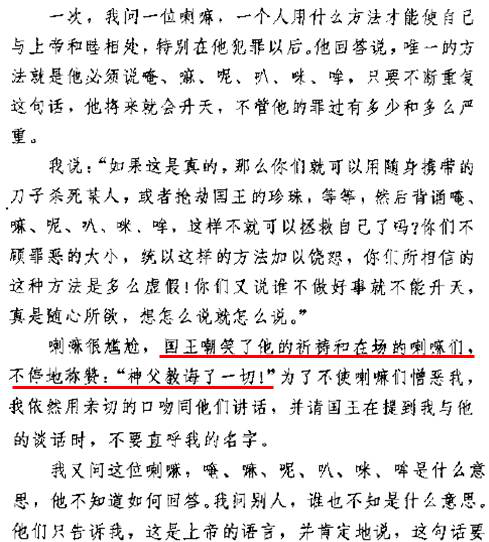 一次，我问一位喇嘛，一个人用什么方法才能使自己
与上帝和睦相处，特别在他犯罪以后。他回答说，唯一的方
法就是他必须说唵、嘛、呢、叭、咪、哞，只要不断重复
这句话，他将来就会升天，不管他的罪过有多少和多么严
重。
我说：“如果这是真的，那么你们就可以用随身携带的
刀子杀死某人，或者抢劫国王的珍珠，等等，然后背诵唵、
嘛、呢、叭、咪、哞，这样不就可以拯救自己了吗？你们不
顾罪恶的大小，统以这样的方法加以饶恕，你们所相信的
这种方法是多么虚假！你们又说谁不做好事就不能升天，
真是随心所欲，想怎么说就怎么说。”
喇嘛很尴尬，国王嘲笑了他的祈祷和在场的喇嘛们，
不停地称赞：“神父教诲了一切！”为了不使喇嘛们憎恶我，
我依然用亲切的口吻同他们讲话，并请国王在提到我与他
的谈话时，不要直呼我的名字。
我又问这位喇嘛，唵、嘛、呢、叭、咪、哞是什么意
思，他不知道如何回答。我问别人，谁也不知是什么意思。
他们只告诉我，这是上帝的语言，并肯定地说，这句话要